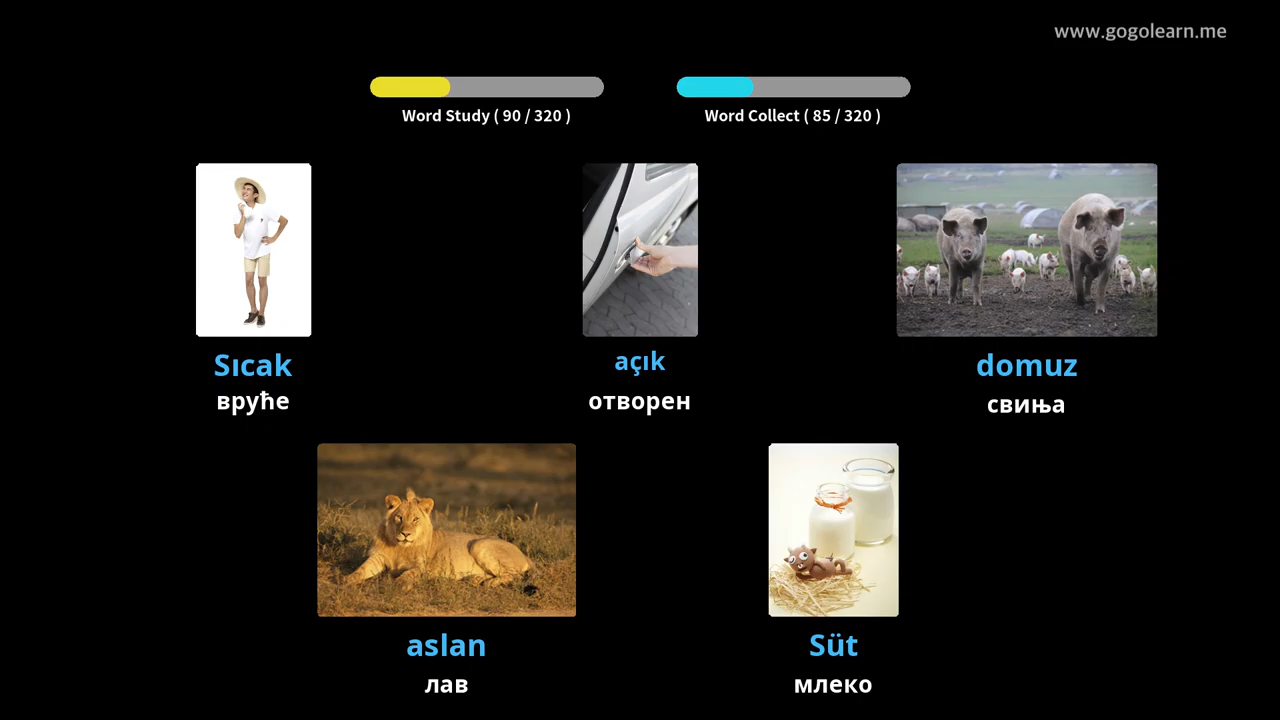 www.gogolearn.me
Word Study ( 90 / 320 )
Word Collect ( 85 / 320 )
Sıcak
вруће
açık
отворен
domuz
свиња
aslan
лав
Süt
млеко